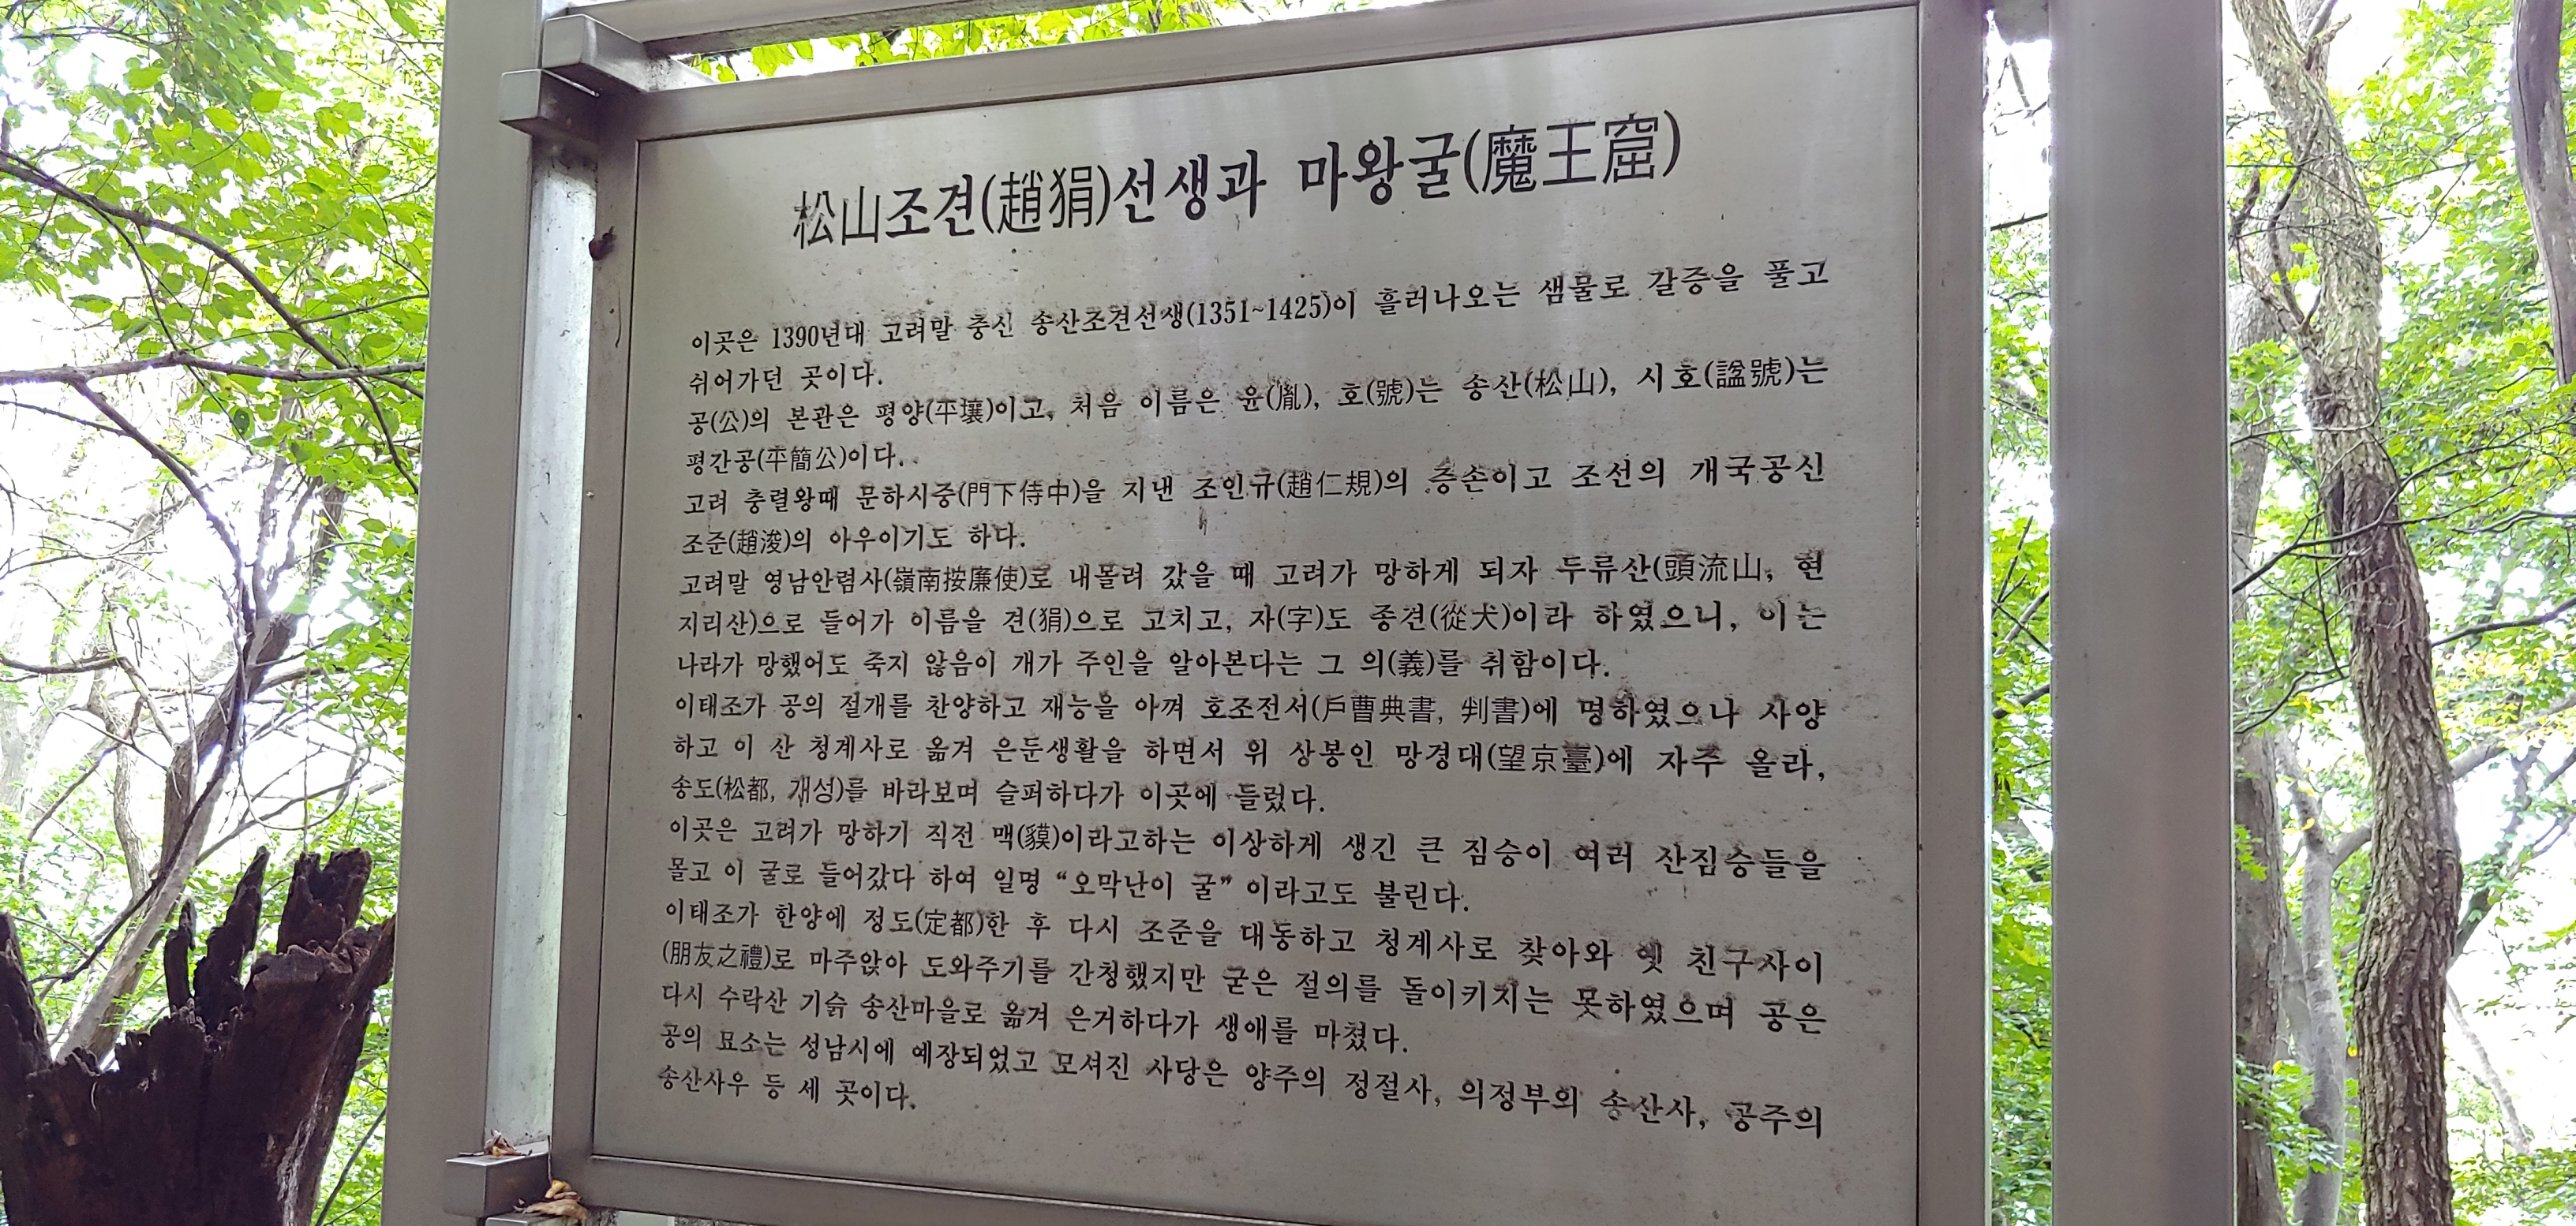 松山조견(趙狷)선생과 마왕굴(魔王窟)
이곳은 1390년대 고려말 충신 송산조견선생(1351~1425)이 흘러나오는 샘물로 갈증을 풀고
쉬어가던 곳이다.
공(公)의 본관은 평양(平壤)이고, 처음 이름은 윤(胤), 호(號)는 송산(松山), 시호(諡號)는
평간공(平簡公)이다.
고려 충렬왕때 문하시중(門下侍中)을 지낸 조인규(趙仁規)의 증손이고 조선의 개국공신
조준(趙浚)의 아우이기도 하다.
고려말 영남안렴사(嶺南按廉使)로 내몰려 갔을 때 고려가 망하게 되자 두류산(頭流山, 현
지리산)으로 들어가 이름을 견(狷)으로 고치고, 자(字)도 종견(從犬)이라 하였으니, 이는
나라가 망했어도 죽지 않음이 개가 주인을 알아본다는 그 의(義)를 취함이다.
이태조가 공의 절개를 찬양하고 재능을 아껴 호조전서(戶曹典書, 判書)에 명하였으나 사양
하고 이 산 청계사로 옮겨 은둔생활을 하면서 위 상봉인 망경대(望京臺)에 자주 올라,
송도(松都, 개성)를 바라보며 슬퍼하다가 이곳에 들렀다.
이곳은 고려가 망하기 직전 맥(貘)이라고하는 이상하게 생긴 큰 짐승이 여러 산짐승들을
몰고 이 굴로 들어갔다 하여 일명 “오막난이 굴” 이라고도 불린다.
이태조가 한양에 정도(定都)한 후 다시 조준을 대동하고 청계사로 찾아와 옛 친구사이
(朋友之禮)로 마주앉아 도와주기를 간청했지만 굳은 절의를 돌이키지는 못하였으며 공은
다시 수락산 기슭 송산마을로 옮겨 은거하다가 생애를 마쳤다.
공의 묘소는 성남시에 예장되었고 모셔진 사당은 양주의 정절사, 의정부의 송산사, 공주의
송산사우 등 세 곳이다.